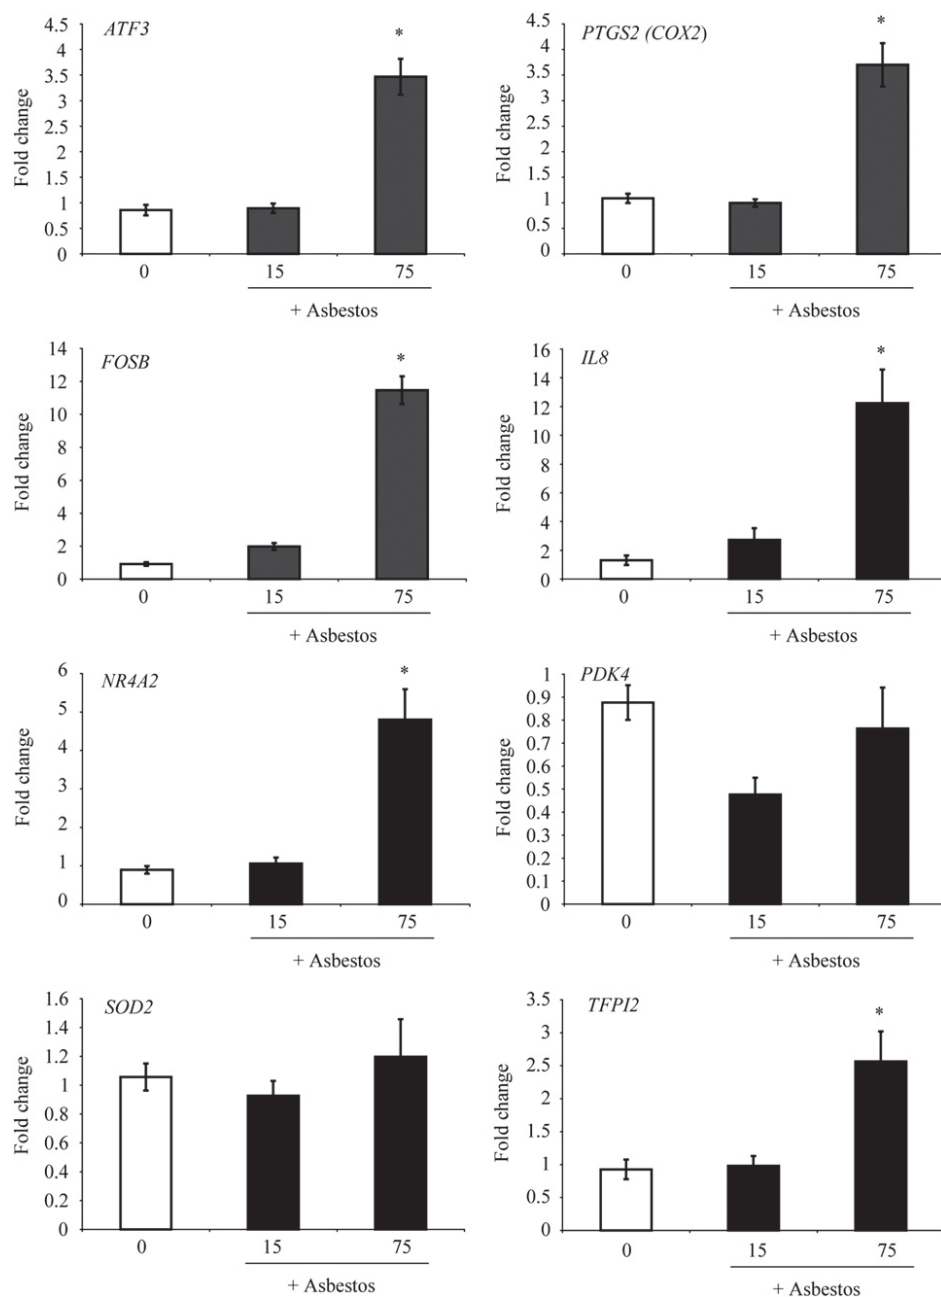 ATF3
Fold change
4.5
4
3.5
3
2.5
2
1.5
1
0.5
0
*
0 15 75
+ Asbestos
PTGS2 (COX2)
Fold change
4.5
4
3.5
3
2.5
2
1.5
1
0.5
0
*
0 15 75
+ Asbestos
FOSB
Fold change
14
12
10
8
6
4
2
0
*
0 15 75
+ Asbestos
IL8
Fold change
16
14
12
10
8
6
4
2
0
*
0 15 75
+ Asbestos
NR4A2
Fold change
6
5
4
3
2
1
0
*
0 15 75
+ Asbestos
PDK4
Fold change
1
0.9
0.8
0.7
0.6
0.5
0.4
0.3
0.2
0.1
0
0 15 75
+ Asbestos
SOD2
Fold change
1.6
1.4
1.2
1
0.8
0.6
0.4
0.2
0
0 15 75
+ Asbestos
TFPI2
Fold change
3.5
3
2.5
2
1.5
1
0.5
0
*
0 15 75
+ Asbestos